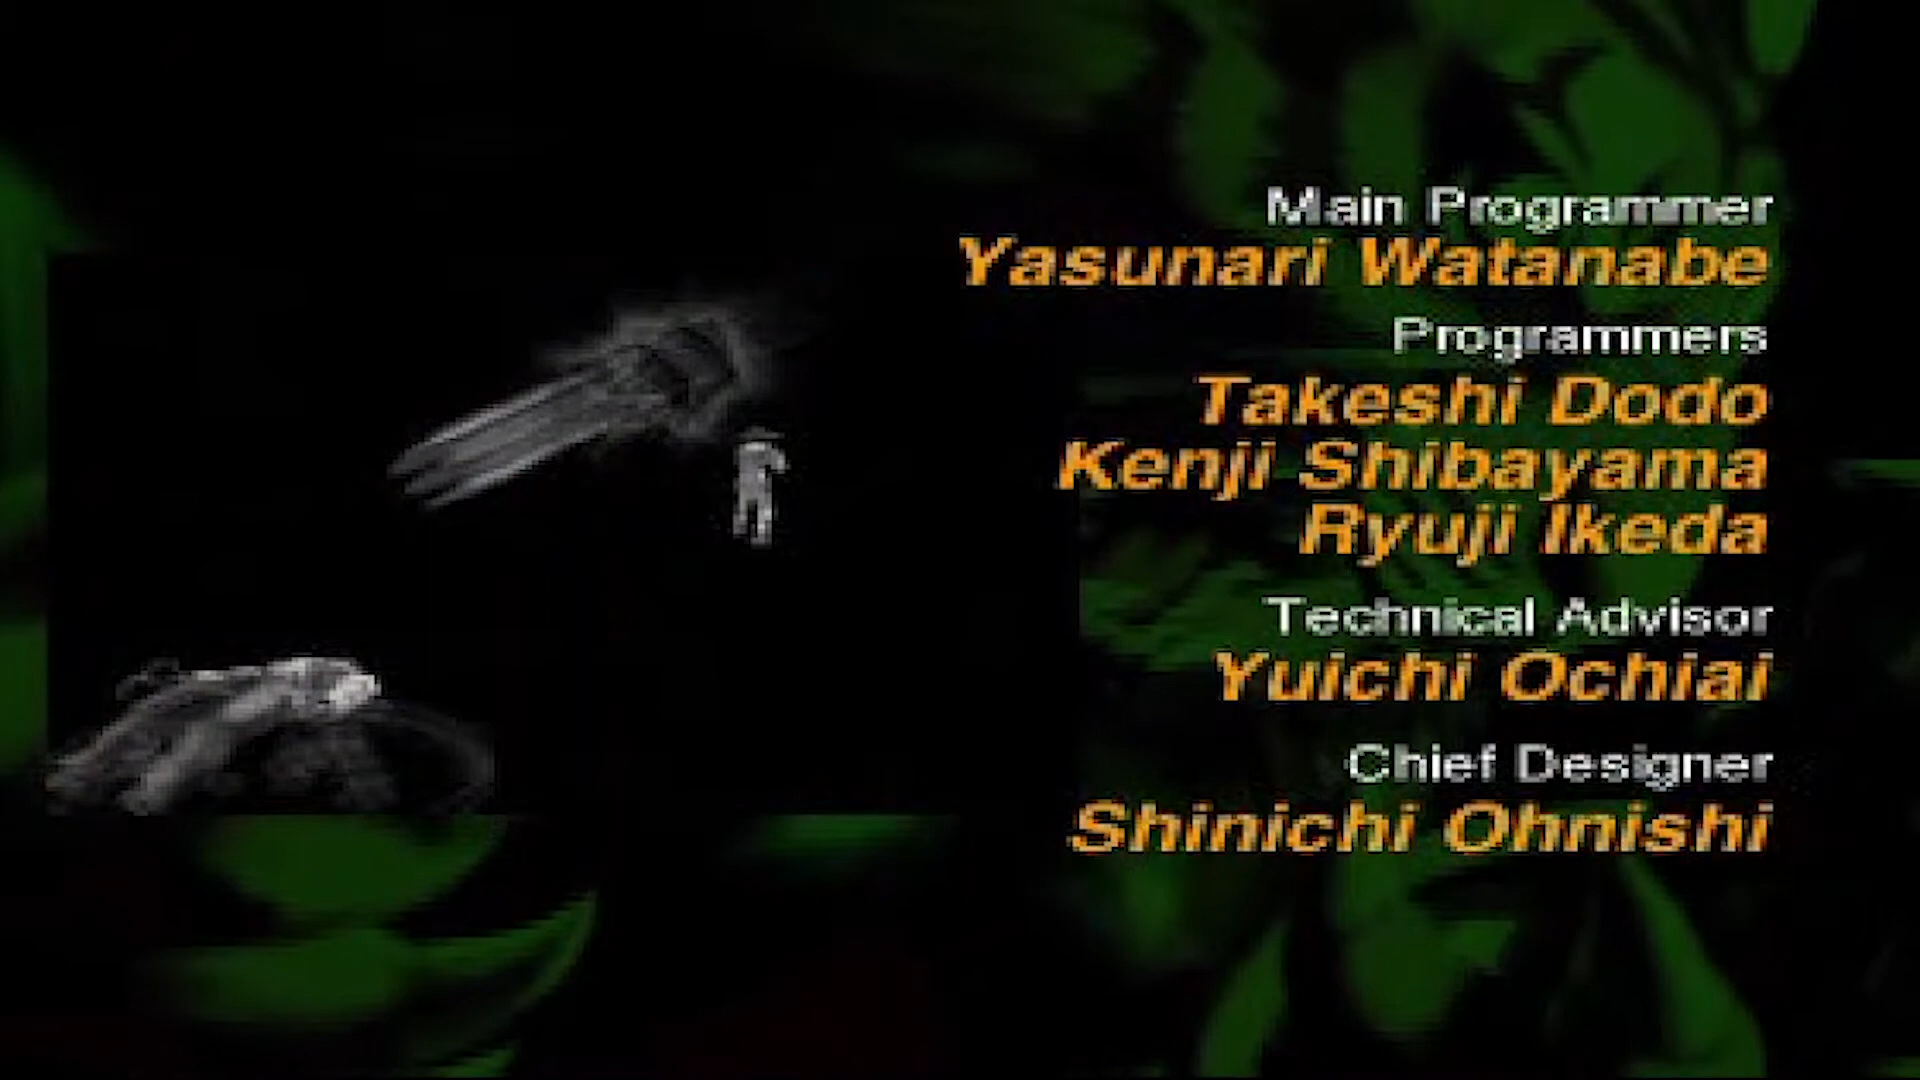 Main Programmer
Yasunari Watanabe
Programmers
Takeshi Dodo
Kenji Shibayama
Ryuji Ikeda
Technical Advisor
Yuichi Ochiai
Chief Designer
Shinichi Ohnishi